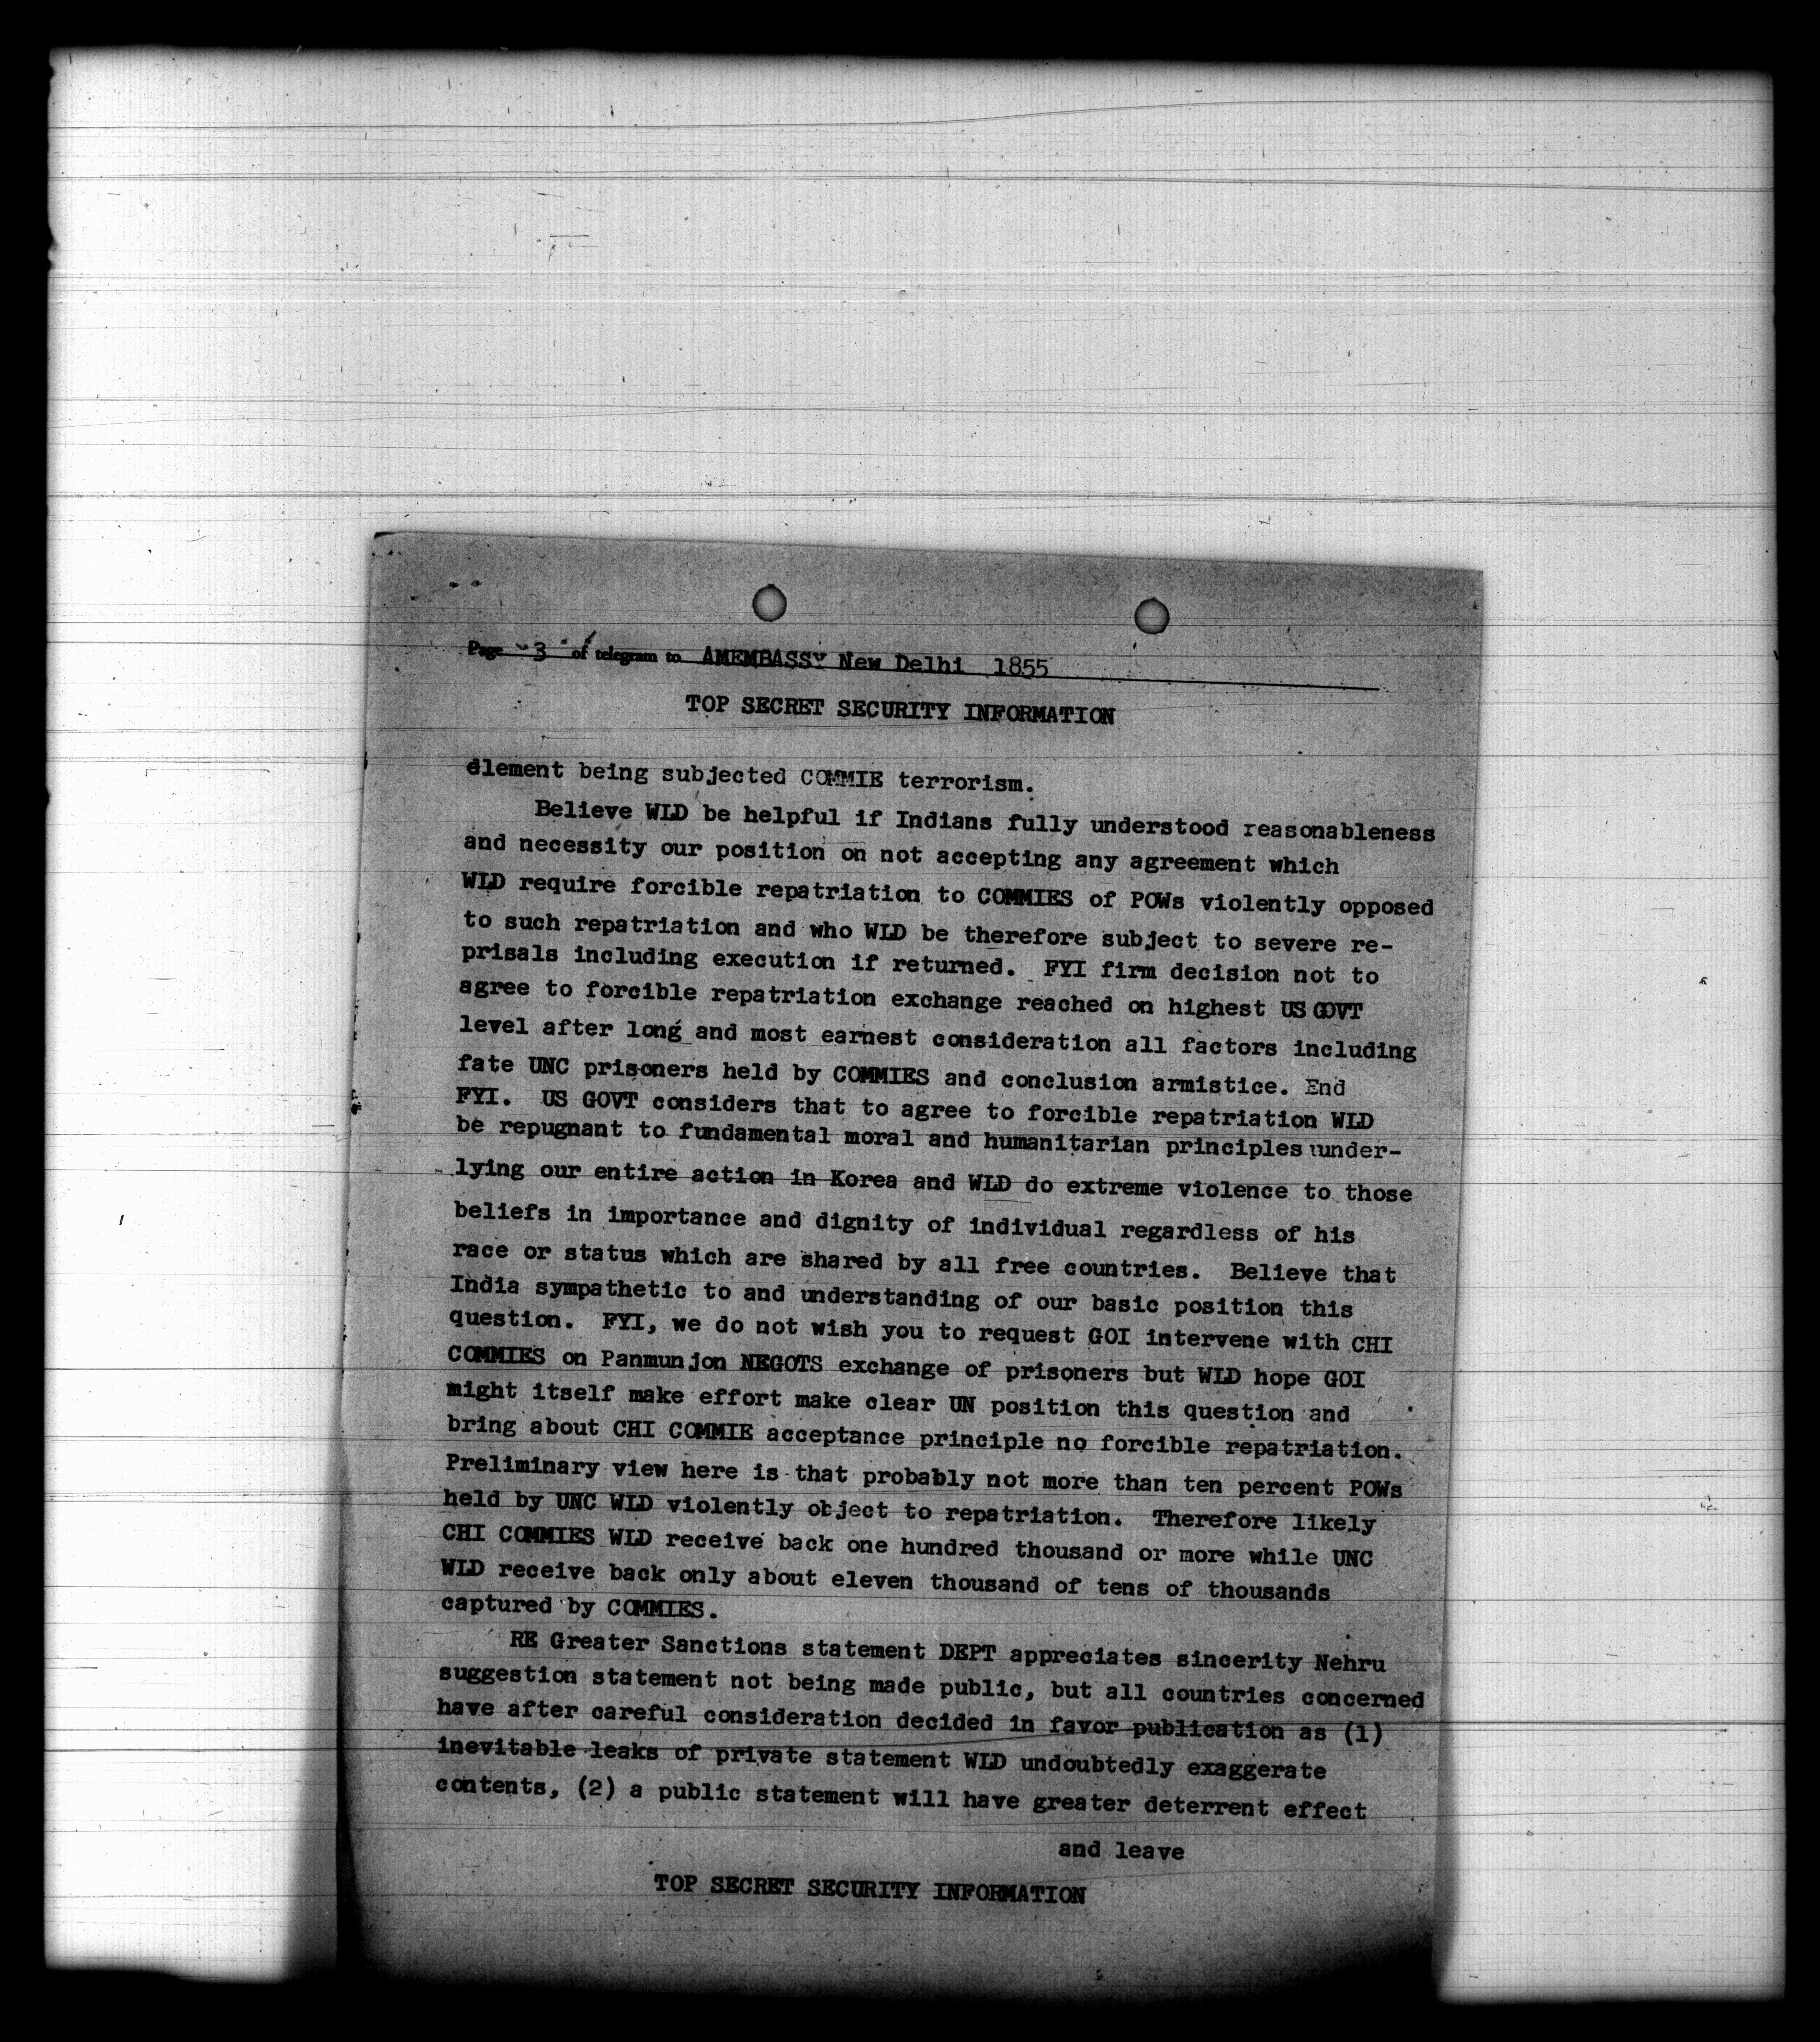 Page 3 of telegram to AMEMBASSY New Delhi 1855
TOP SECRET SECURITY INFORMATION
element being subjected COMMIE terrorism.
Believe WLD be helpful if Indians fully understood reasonableness
and necessity our position on not accepting any agreement which
WLD require forcible repatriation to COMMIES of POWs violently opposed
to such repatriation and who WLD be therefore subject to severe re-
prisals including execution if returned. FYI firm decision not to
agree to forcible repatriation exchange reached on highest US GOVT
level after long and most earnest consideration all factors including
fate UNC prisoners held by COMMIES and conclusion armistice. End
FYI. US GOVT considers that to agree to forcible repatriation WLD
be repugnant to fundamental moral and humanitarian principles under-
lying our entire action in Korea and WLD do extreme violence to those
beliefs in importance and dignity of individual regardless of his
race or status which are shared by all free countries. Believe that
India sympathetic to and understanding of our basic position this
question. FYI, we do not wish you to request GOI intervene with CHI
COMMIES on Panmunjon NEGOTS exchange of prisoners but WLD hope GOI
might itself make effort make clear UN position this question and
bring about CHI COMMIE acceptance principle no forcible repatriation.
Preliminary view here is that probably not more than ten percent POWs
held by UNC WLD violently object to repatriation. Therefore likely
CHI COMMIES WLD receive back one hundred thousand or more while UNC
WLD receive back only about eleven thousand of tens of thousands
captured by COMMIES.
RE Greater Sanctions statement DEPT appreciates sincerity Nehru
suggestion statement not being made public, but all countries concerned
have after careful consideration decided in favor publication as (1)
inevitable leaks of private statement WLD undoubtedly exaggerate
contents, (2) a public statement will have greater deterrent effect
and leave
TOP SECRET SECURITY INFORMATION